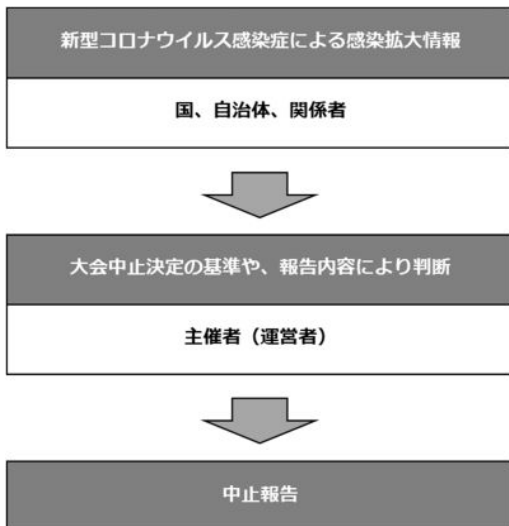 新型コロナウイルス感染症による感染拡大情報
国、自治体、関係者
大会中止決定の基準や、報告内容により判断
主催者（運営者）
中止報告